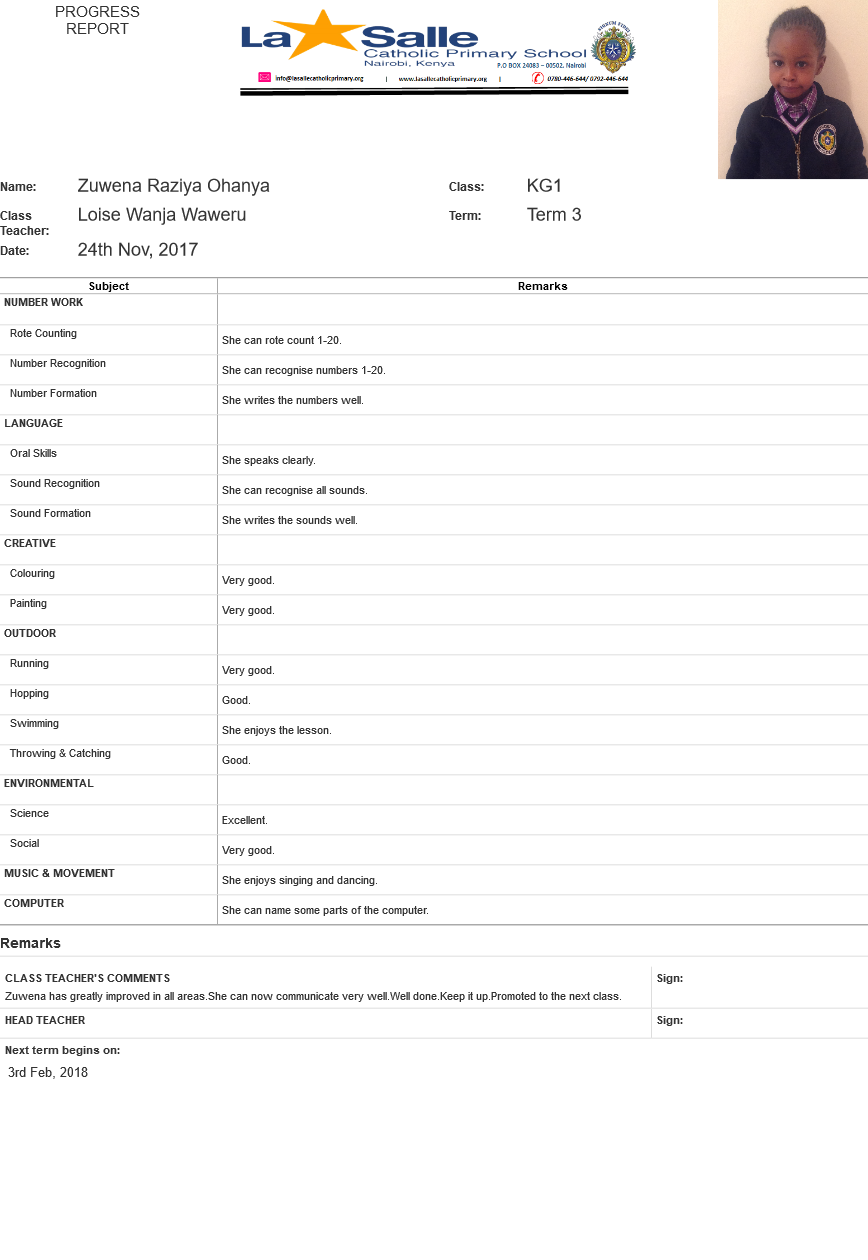 PROGRESS
REPORT
La Salle
Catholic Primary School
Nairobi, Kenya
P.O BOX 24083 – 00502, Nairobi
info@lasallecatholicprimary.org | www.lasallecatholicprimary.org | 0780-446-644/ 0792-446-644
Name: Zuwena Raziya Ohanya Class: KG1
Class Teacher: Loise Wanja Waweru Term: Term 3
Date: 24th Nov, 2017
Subject Remarks
NUMBER WORK
Rote Counting She can rote count 1-20.
Number Recognition She can recognise numbers 1-20.
Number Formation She writes the numbers well.
LANGUAGE
Oral Skills She speaks clearly.
Sound Recognition She can recognise all sounds.
Sound Formation She writes the sounds well.
CREATIVE
Colouring Very good.
Painting Very good.
OUTDOOR
Running Very good.
Hopping Good.
Swimming She enjoys the lesson.
Throwing & Catching Good.
ENVIRONMENTAL
Science Excellent.
Social Very good.
MUSIC & MOVEMENT She enjoys singing and dancing.
COMPUTER She can name some parts of the computer.
Remarks
CLASS TEACHER'S COMMENTS Sign:
Zuwena has greatly improved in all areas.She can now communicate very well.Well done.Keep it up.Promoted to the next class.
HEAD TEACHER Sign:
Next term begins on:
3rd Feb, 2018